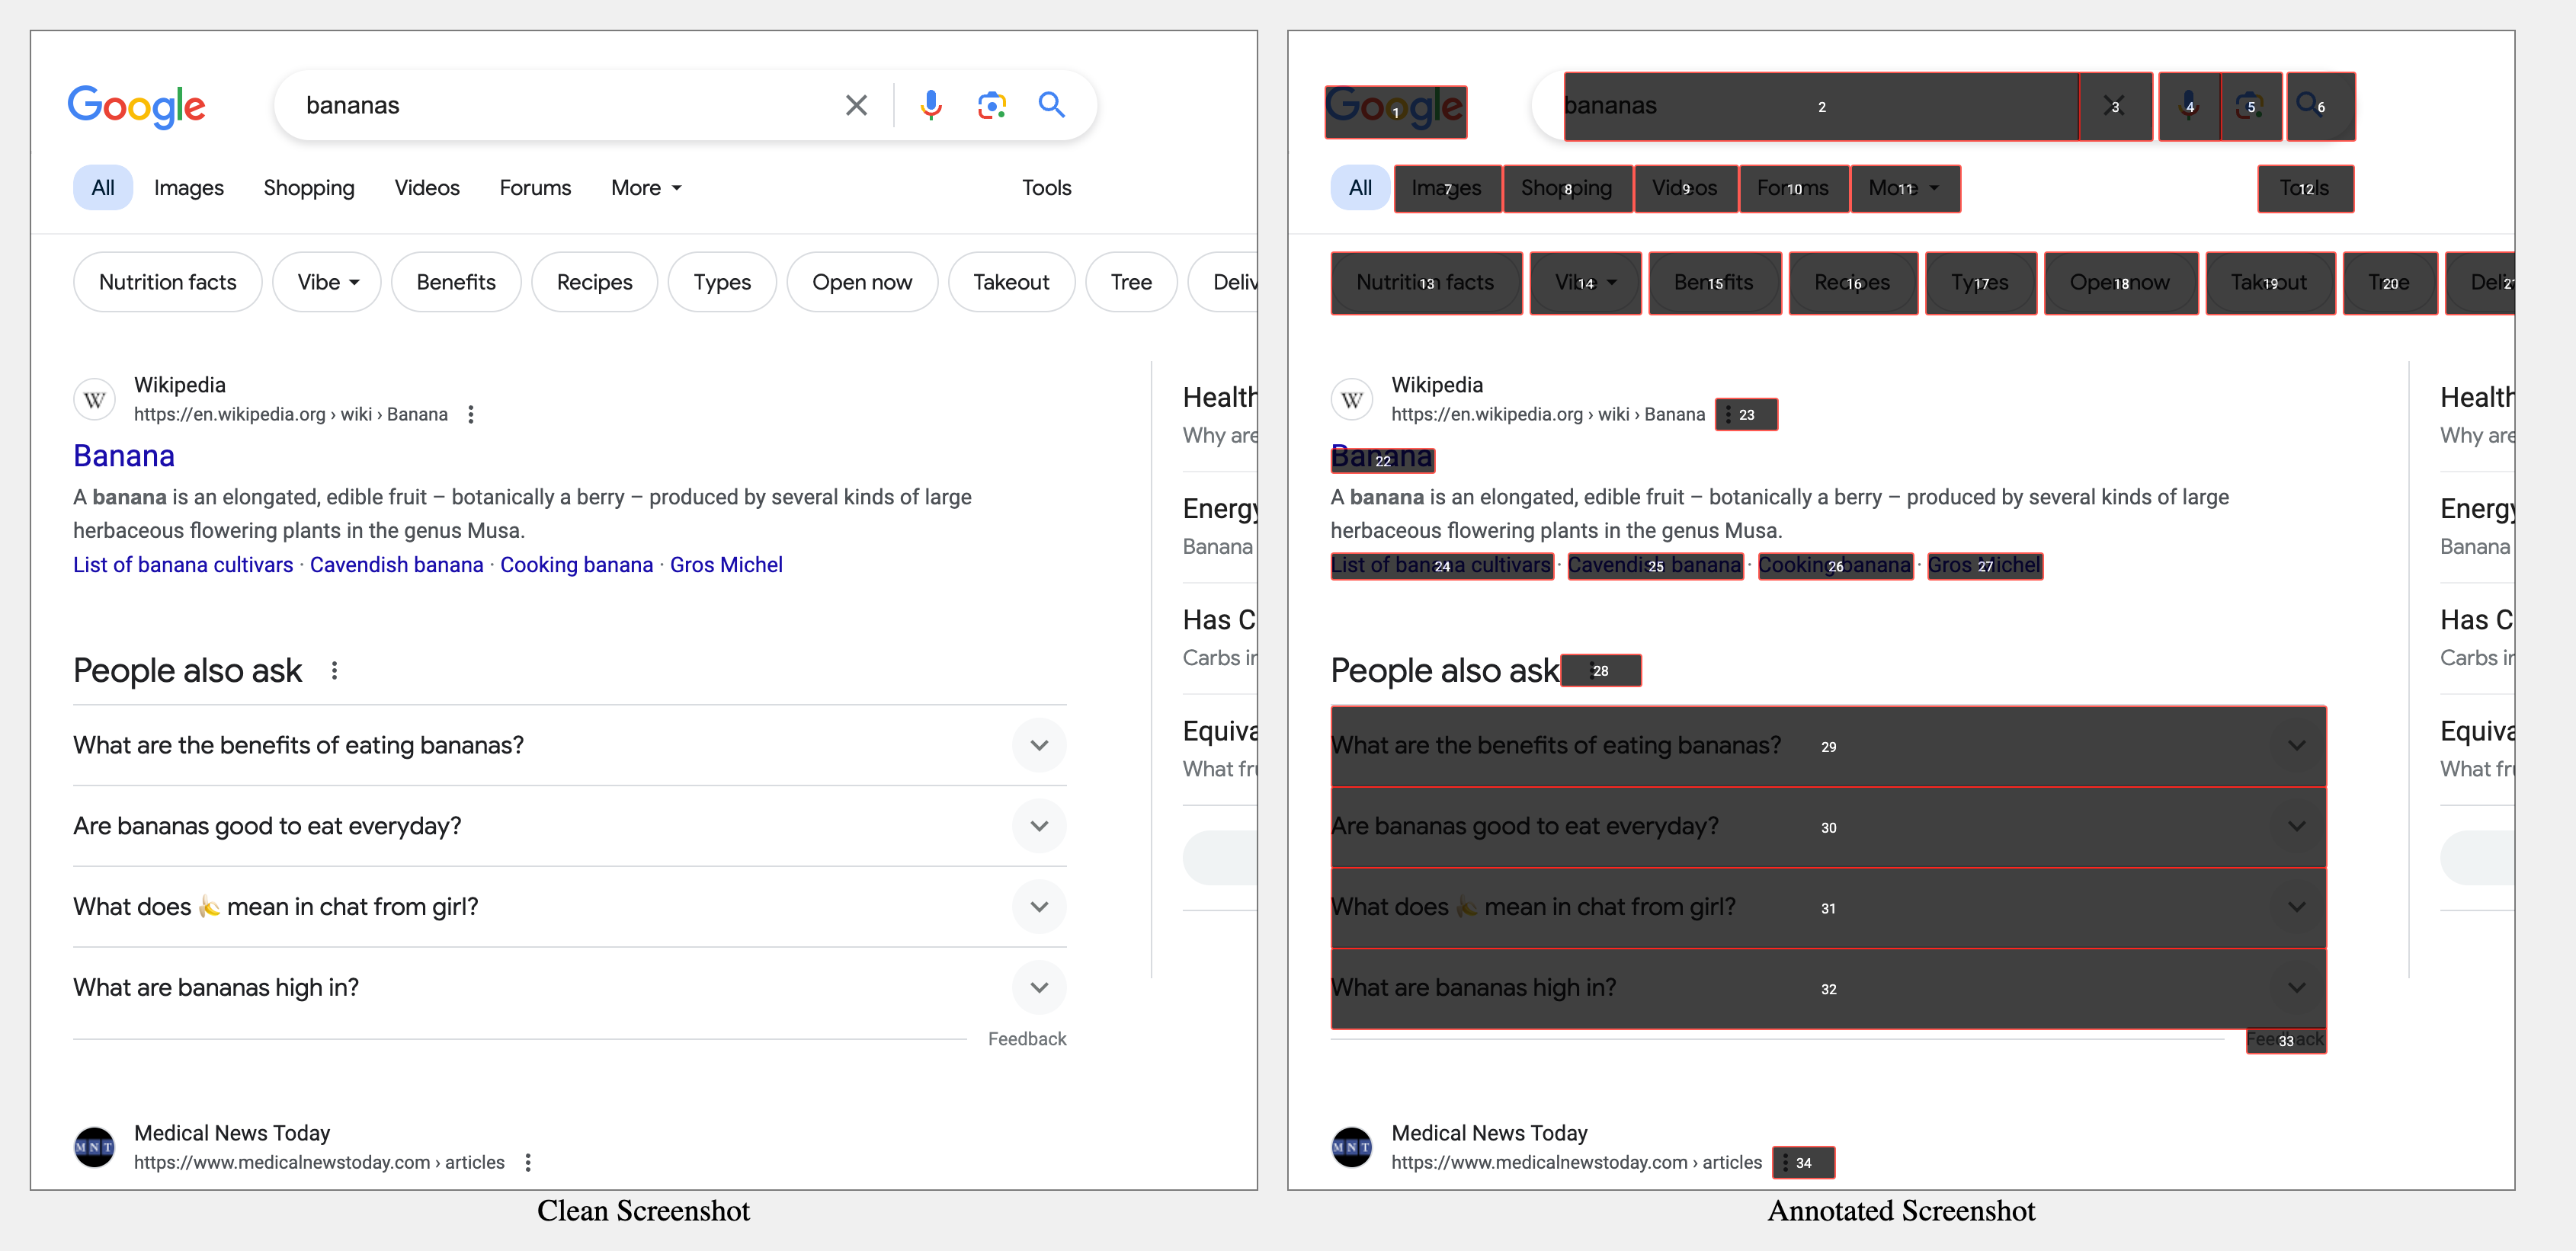 Google
bananas
All Images Shopping Videos Forums More Tools
Nutrition facts Vibe Benefits Recipes Types Open now Takeout Tree Deliv
W
Wikipedia
https://en.wikipedia.org › wiki › Banana
Banana
A banana is an elongated, edible fruit – botanically a berry – produced by several kinds of large
herbaceous flowering plants in the genus Musa.
List of banana cultivars · Cavendish banana · Cooking banana · Gros Michel
People also ask
What are the benefits of eating bananas?
Are bananas good to eat everyday?
What does 🍌 mean in chat from girl?
What are bananas high in?
Feedback
MNT
Medical News Today
https://www.medicalnewstoday.com › articles
Health
Why are
Energy
Banana
Has C
Carbs in
Equiva
What fru
Clean Screenshot
Google 1
bananas 2 3 4 5 6
All Images 7 Shopping 8 Videos 9 Forums 10 More 11 Tools 12
Nutrition facts 13 Vibe 14 Benefits 15 Recipes 16 Types 17 Open now 18 Takeout 19 Tree 20 Deli
W
Wikipedia
https://en.wikipedia.org › wiki › Banana 23
Banana 22
A banana is an elongated, edible fruit – botanically a berry – produced by several kinds of large
herbaceous flowering plants in the genus Musa.
List of banana cultivars 24 · Cavendish banana 25 · Cooking banana 26 · Gros Michel 27
People also ask 28
What are the benefits of eating bananas? 29
Are bananas good to eat everyday? 30
What does 🍌 mean in chat from girl? 31
What are bananas high in? 32
Feedback 33
MNT
Medical News Today
https://www.medicalnewstoday.com › articles 34
Health
Why are
Energy
Banana
Has C
Carbs in
Equiva
What fru
Annotated Screenshot